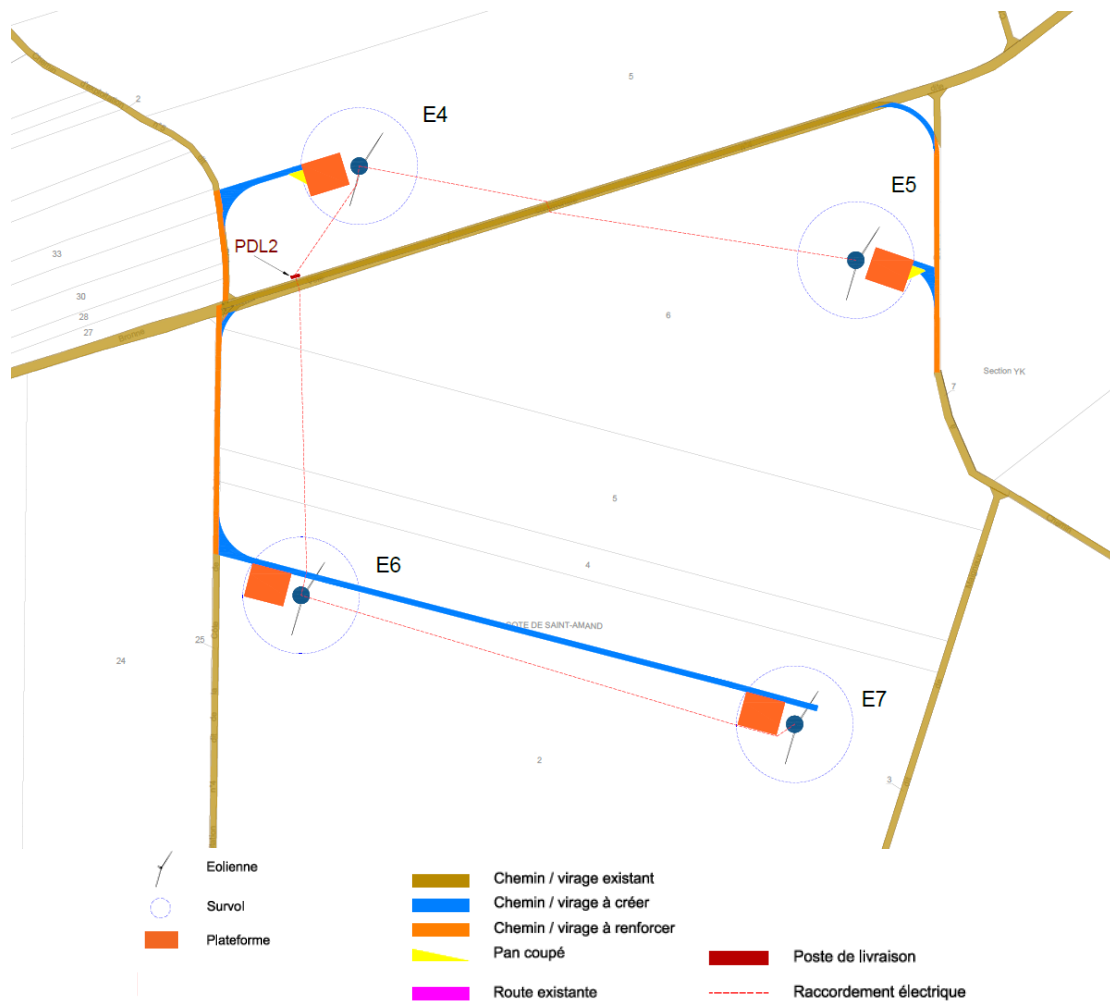 5
2
E4
E5
33
PDL2
30
28
27
6
Section YK
7
5
E6
4
COTE DE SAINT-AMAND
25
24
E7
2
3
Eolienne
Survol
Plateforme
Chemin / virage existant
Chemin / virage à créer
Chemin / virage à renforcer
Pan coupé
Route existante
Poste de livraison
Raccordement électrique